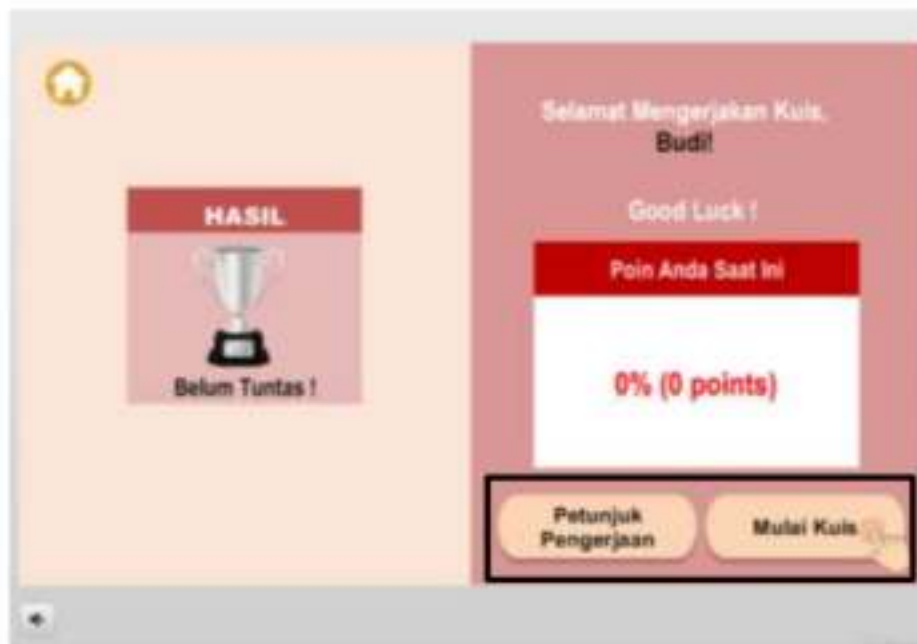 HASIL
Belum Tuntas !
Selamat Mengerjakan Kuis,
Budi!
Good Luck !
Poin Anda Saat Ini
0% (0 points)
Petunjuk
Pengerjaan
Mulai Kuis